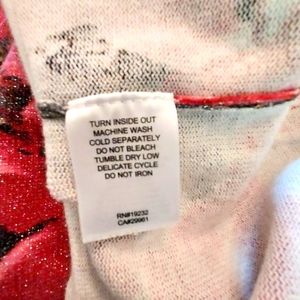 TURN INSIDE OUT
MACHINE WASH
COLD SEPARATELY
DO NOT BLEACH
TUMBLE DRY LOW
DELICATE CYCLE
DO NOT IRON
RN#19232
CA#29961